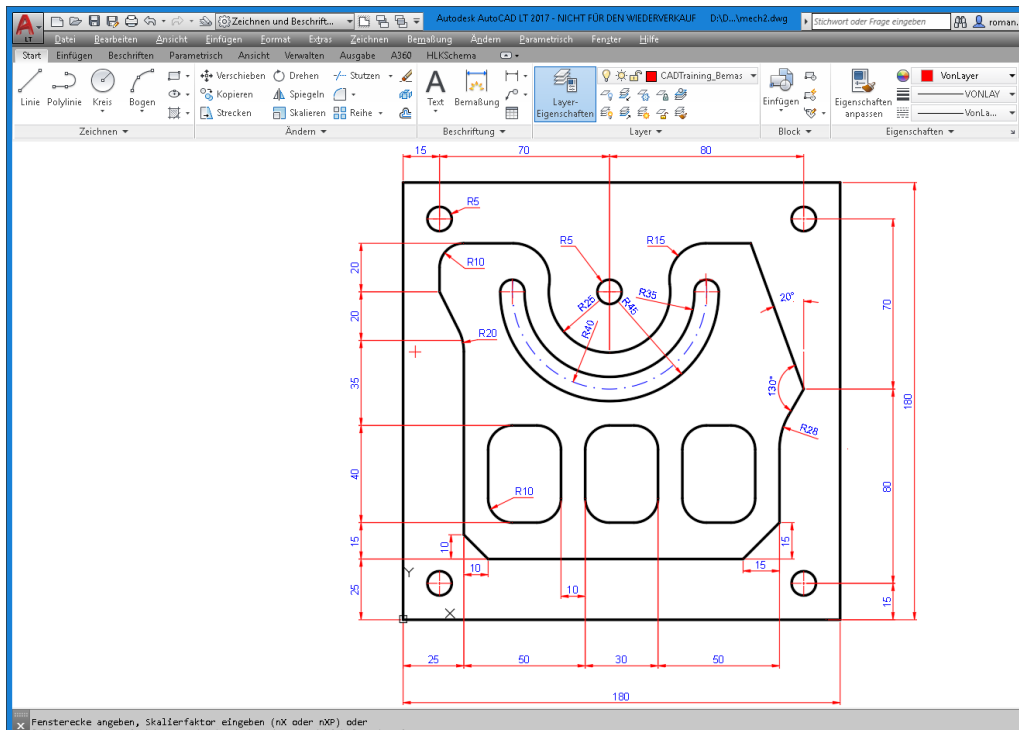 A
LT
Zeichnen und Beschrift...
Autodesk AutoCAD LT 2017 - NICHT FÜR DEN WIEDERVERKAUF D:\D...\mech2.dwg
Stichwort oder Frage eingeben
roman.
Datei Bearbeiten Ansicht Einfügen Format Extras Zeichnen Bemaßung Ändern Parametrisch Fenster Hilfe
Start Einfügen Beschriften Parametrisch Ansicht Verwalten Ausgabe A360 HLKSchema
Linie Polylinie Kreis Bogen
Verschieben Drehen Stutzen
Kopieren Spiegeln
Strecken Skalieren Reihe
A
Text Bemaßung
Layer-
Eigenschaften
CADTraining_Bemas
Einfügen
Eigenschaften
anpassen
VonLayer
VONLAY
VonLa...
Zeichnen Ändern Beschriftung Layer Block Eigenschaften
15 70 80
R5
R5 R15
R10
20
R25 R45 R35
20°
70
20
R20
R40
35
130°
180
R28
40
R10
80
15
10
15
10 15
25
10
15
Y
X
25 50 30 50
180
Fensterecke angeben, Skalierfaktor eingeben (nX oder nXP) oder